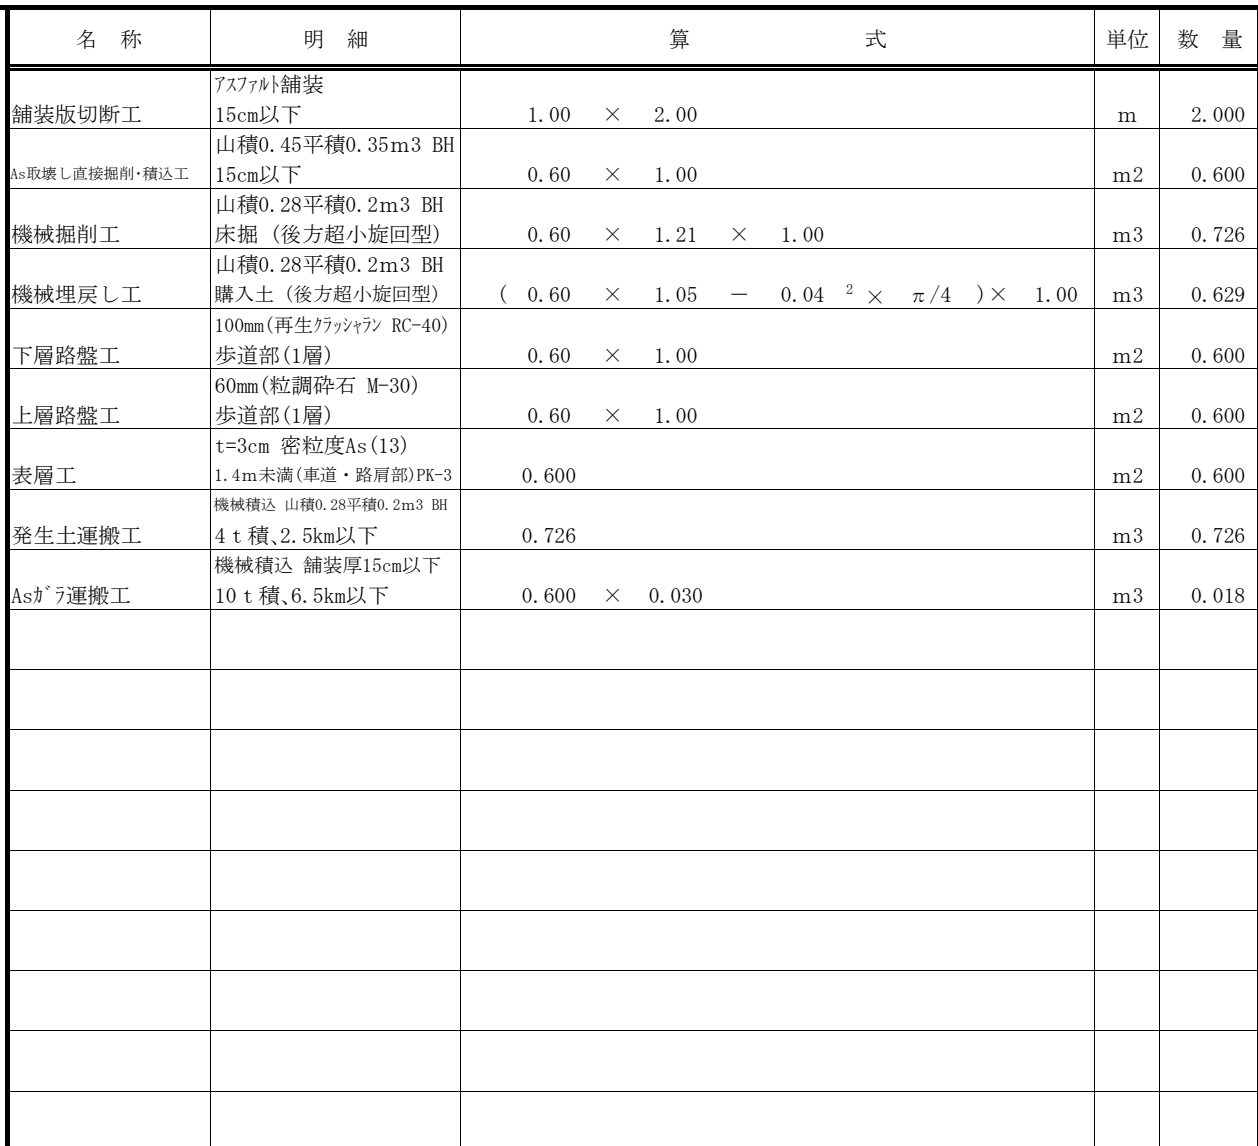 名　称　明　細　算　式　単位　数　量
ｱｽﾌｧﾙﾄ舗装
舗装版切断工　15cm以下　1.00 × 2.00　m　2.000
山積0.45平積0.35m3 BH
As取壊し直接掘削･積込工　15cm以下　0.60 × 1.00　m2　0.600
山積0.28平積0.2m3 BH
機械掘削工　床掘（後方超小旋回型）　0.60 × 1.21 × 1.00　m3　0.726
山積0.28平積0.2m3 BH
機械埋戻し工　購入土（後方超小旋回型）　( 0.60 × 1.05 － 0.04 ² × π/4 )× 1.00　m3　0.629
100mm(再生ｸﾗｯｼｬﾗﾝ RC-40)
下層路盤工　歩道部(1層)　0.60 × 1.00　m2　0.600
60mm(粒調砕石 M-30)
上層路盤工　歩道部(1層)　0.60 × 1.00　m2　0.600
t=3cm 密粒度As(13)
表層工　1.4m未満(車道・路肩部)PK-3　0.600　m2　0.600
機械積込 山積0.28平積0.2m3 BH
発生土運搬工　4ｔ積､2.5km以下　0.726　m3　0.726
機械積込 舗装厚15cm以下
Asｶﾞﾗ運搬工　10ｔ積､6.5km以下　0.600 × 0.030　m3　0.018